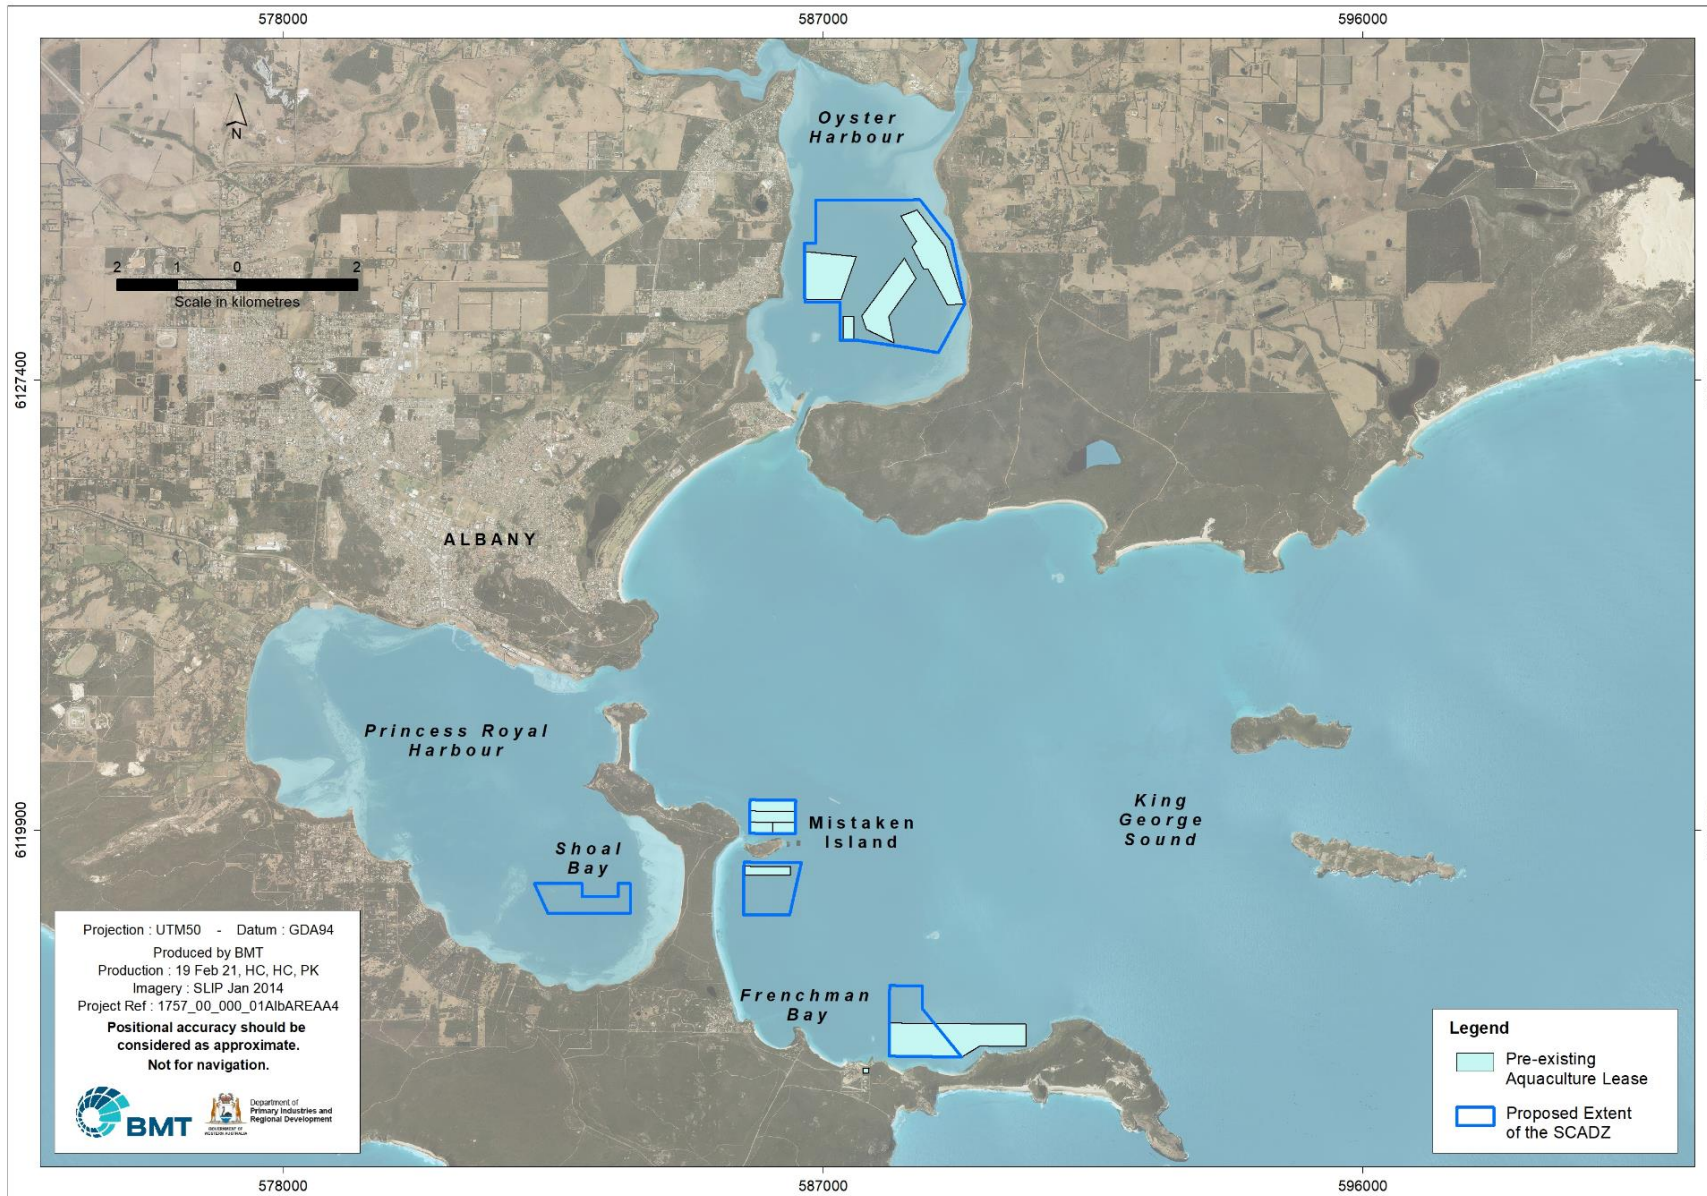 578000
587000
596000
Oyster
Harbour
N
2 1 0 2
Scale in kilometres
6127400
ALBANY
Princess Royal
Harbour
King
George
Sound
Mistaken
Island
6119900
Shoal
Bay
Frenchman
Bay
Projection : UTM50 - Datum : GDA94
Produced by BMT
Production : 19 Feb 21, HC, HC, PK
Imagery : SLIP Jan 2014
Project Ref : 1757_00_000_01AlbAREAA4
Positional accuracy should be
considered as approximate.
Not for navigation.
BMT
Department of
Primary Industries and
Regional Development
GOVERNMENT OF
WESTERN AUSTRALIA
Legend
Pre-existing
Aquaculture Lease
Proposed Extent
of the SCADZ
578000
587000
596000